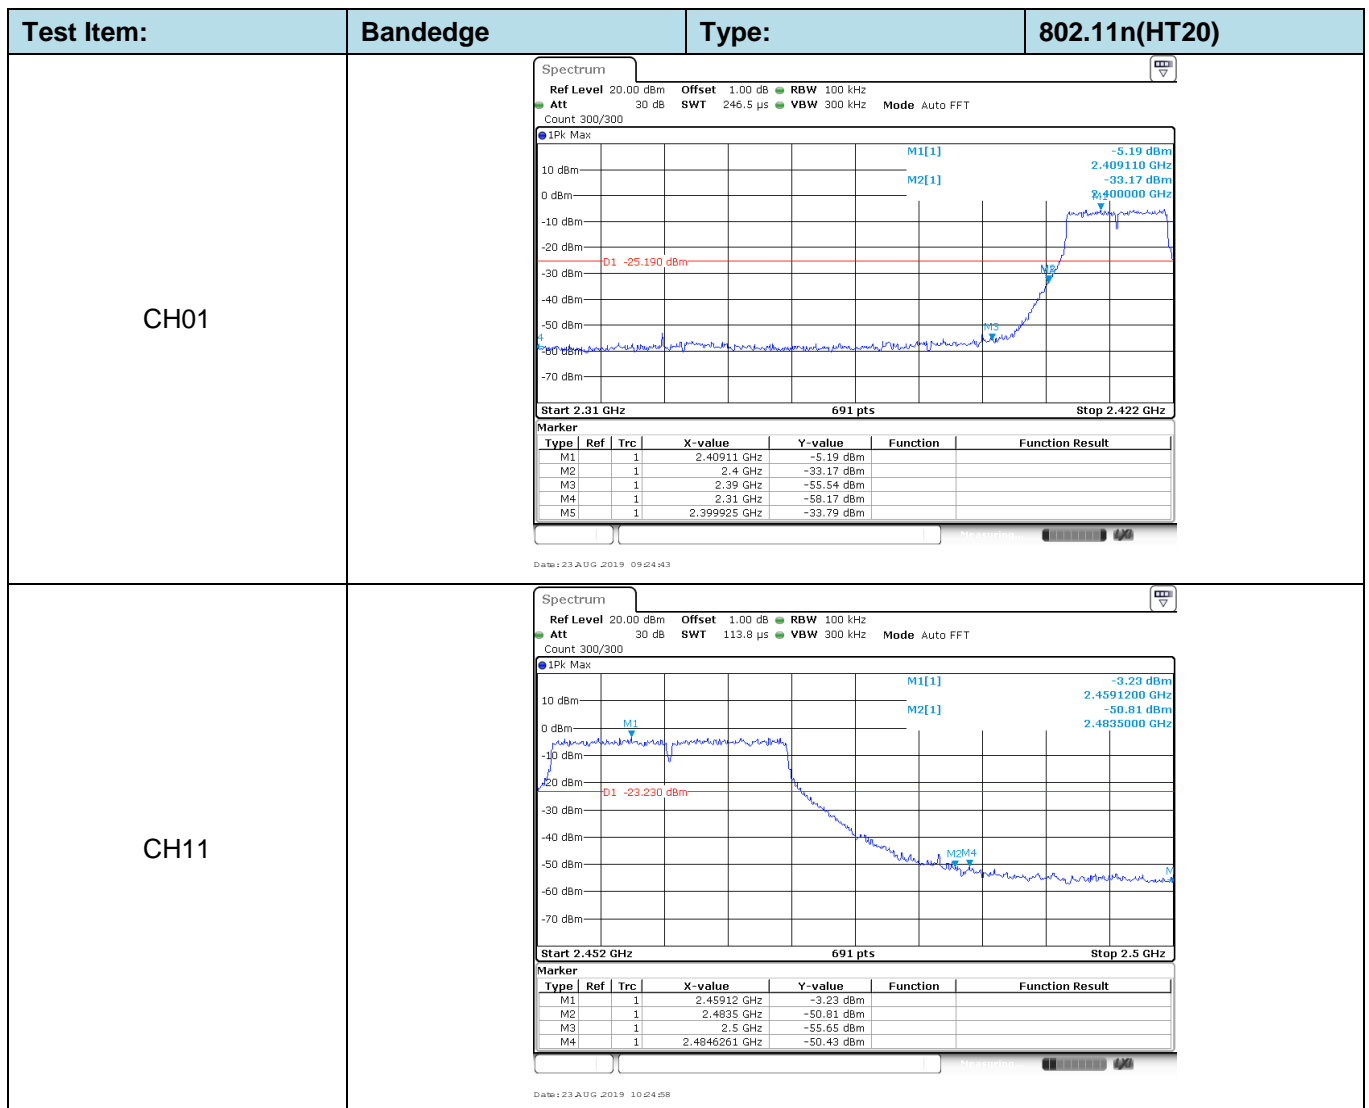 Test Item: Bandedge Type: 802.11n(HT20)
CH01
Spectrum
Ref Level 20.00 dBm Offset 1.00 dB RBW 100 kHz
Att 30 dB SWT 246.5 µs VBW 300 kHz Mode Auto FFT
Count 300/300
1Pk Max
M1[1] -5.19 dBm
2.409110 GHz
M2[1] -33.17 dBm
2.400000 GHz
10 dBm
0 dBm
-10 dBm
-20 dBm
D1 -25.190 dBm
-30 dBm
-40 dBm
-50 dBm
M3
-60 dBm
-70 dBm
Start 2.31 GHz 691 pts Stop 2.422 GHz
Marker
Type Ref Trc X-value Y-value Function Function Result
M1 1 2.40911 GHz -5.19 dBm
M2 1 2.4 GHz -33.17 dBm
M3 1 2.39 GHz -55.54 dBm
M4 1 2.31 GHz -58.17 dBm
M5 1 2.399925 GHz -33.79 dBm
Measuring
Date: 23.AUG.2019 09:24:43
CH11
Spectrum
Ref Level 20.00 dBm Offset 1.00 dB RBW 100 kHz
Att 30 dB SWT 113.8 µs VBW 300 kHz Mode Auto FFT
Count 300/300
1Pk Max
M1[1] -3.23 dBm
2.4591200 GHz
M2[1] -50.81 dBm
2.4835000 GHz
10 dBm
M1
0 dBm
-10 dBm
-20 dBm
D1 -23.230 dBm
-30 dBm
-40 dBm
M2 M4
-50 dBm
-60 dBm
-70 dBm
Start 2.452 GHz 691 pts Stop 2.5 GHz
Marker
Type Ref Trc X-value Y-value Function Function Result
M1 1 2.45912 GHz -3.23 dBm
M2 1 2.4835 GHz -50.81 dBm
M3 1 2.5 GHz -55.65 dBm
M4 1 2.4846261 GHz -50.43 dBm
Measuring
Date: 23.AUG.2019 10:24:58